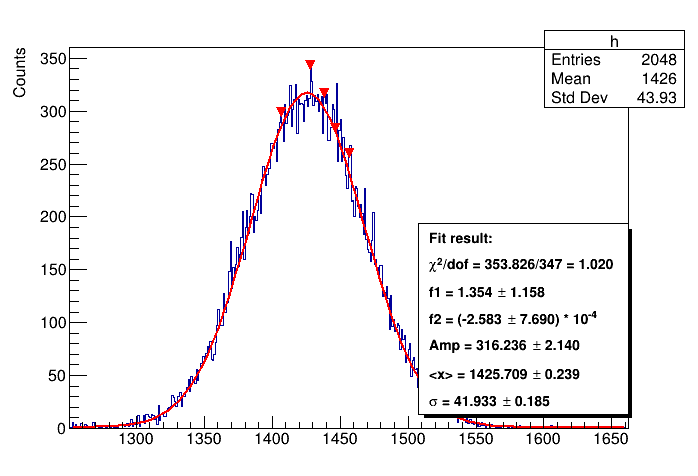 h
Entries 2048
Mean 1426
Std Dev 43.93
Counts
350
300
250
200
150
100
50
0
Fit result:
χ²/dof = 353.826/347 = 1.020
f1 = 1.354 ± 1.158
f2 = (-2.583 ± 7.690) * 10⁻⁴
Amp = 316.236 ± 2.140
<x> = 1425.709 ± 0.239
σ = 41.933 ± 0.185
1300 1350 1400 1450 1500 1550 1600 1650